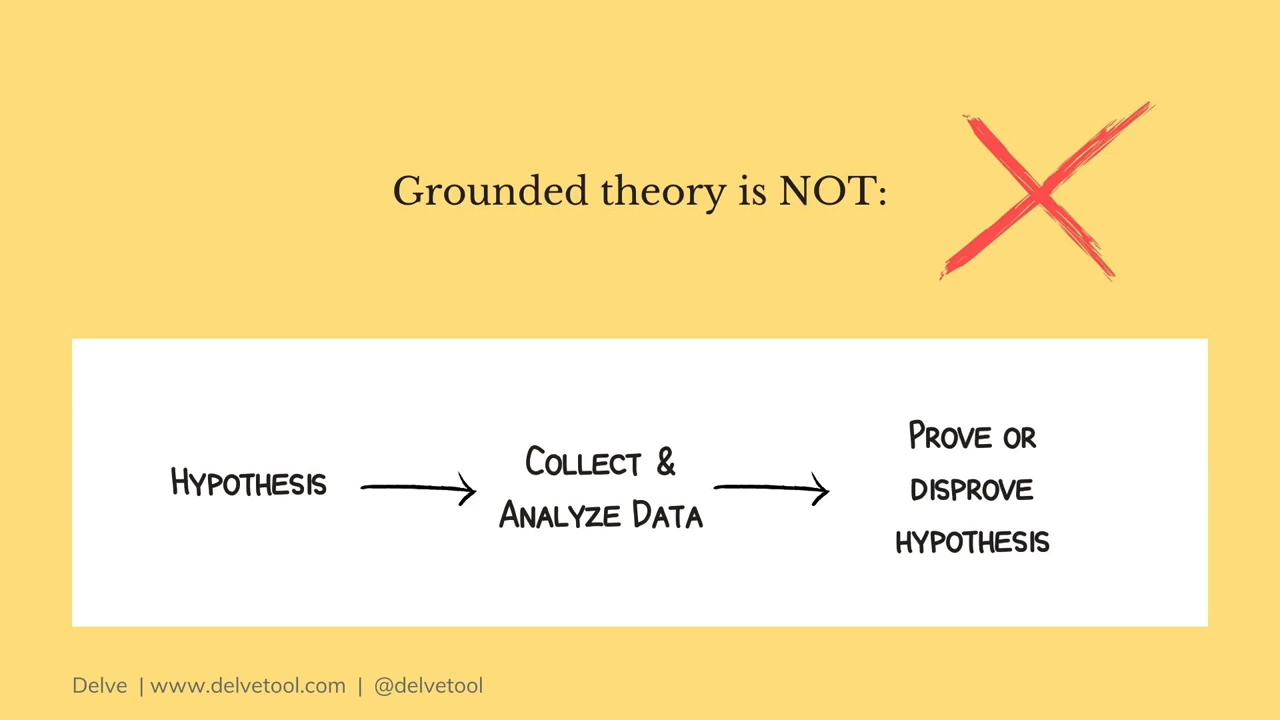 Grounded theory is NOT:
Hypothesis
Collect &
Analyze Data
Prove or
disprove
hypothesis
Delve | www.delvetool.com | @delvetool